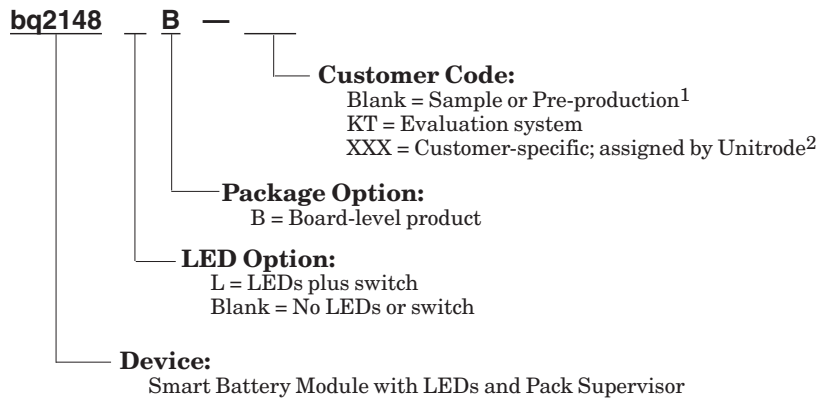 bq2148 _ B — ___
Customer Code:
Blank = Sample or Pre-production1
KT = Evaluation system
XXX = Customer-specific; assigned by Unitrode2
Package Option:
B = Board-level product
LED Option:
L = LEDs plus switch
Blank = No LEDs or switch
Device:
Smart Battery Module with LEDs and Pack Supervisor